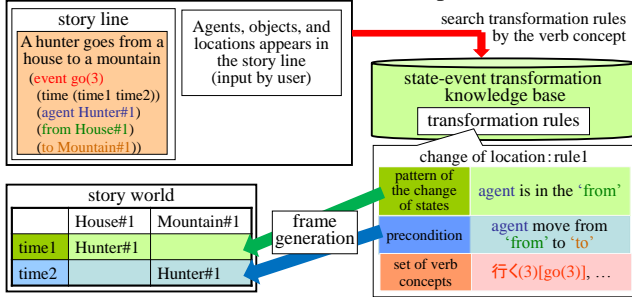 story line
A hunter goes from a
house to a mountain
(event go(3)
(time (time1 time2))
(agent Hunter#1)
(from House#1)
(to Mountain#1))
Agents, objects, and
locations appears in
the story line
(input by user)
search transformation rules
by the verb concept
state-event transformation
knowledge base
transformation rules
change of location:rule1
pattern of
the change
of states
agent is in the ‘from’
precondition
agent move from
‘from’ to ‘to’
set of verb
concepts
行く(3)[go(3)], …
frame
generation
story world
House#1 Mountain#1
time1 Hunter#1
time2 Hunter#1